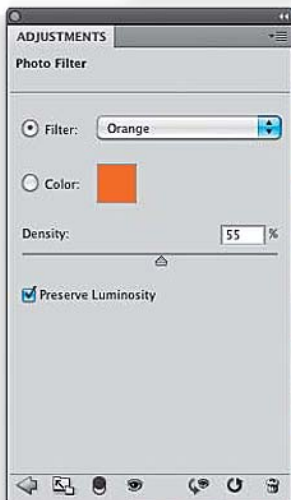 ADJUSTMENTS
Photo Filter
Filter: Orange
Color:
Density: 55 %
Preserve Luminosity